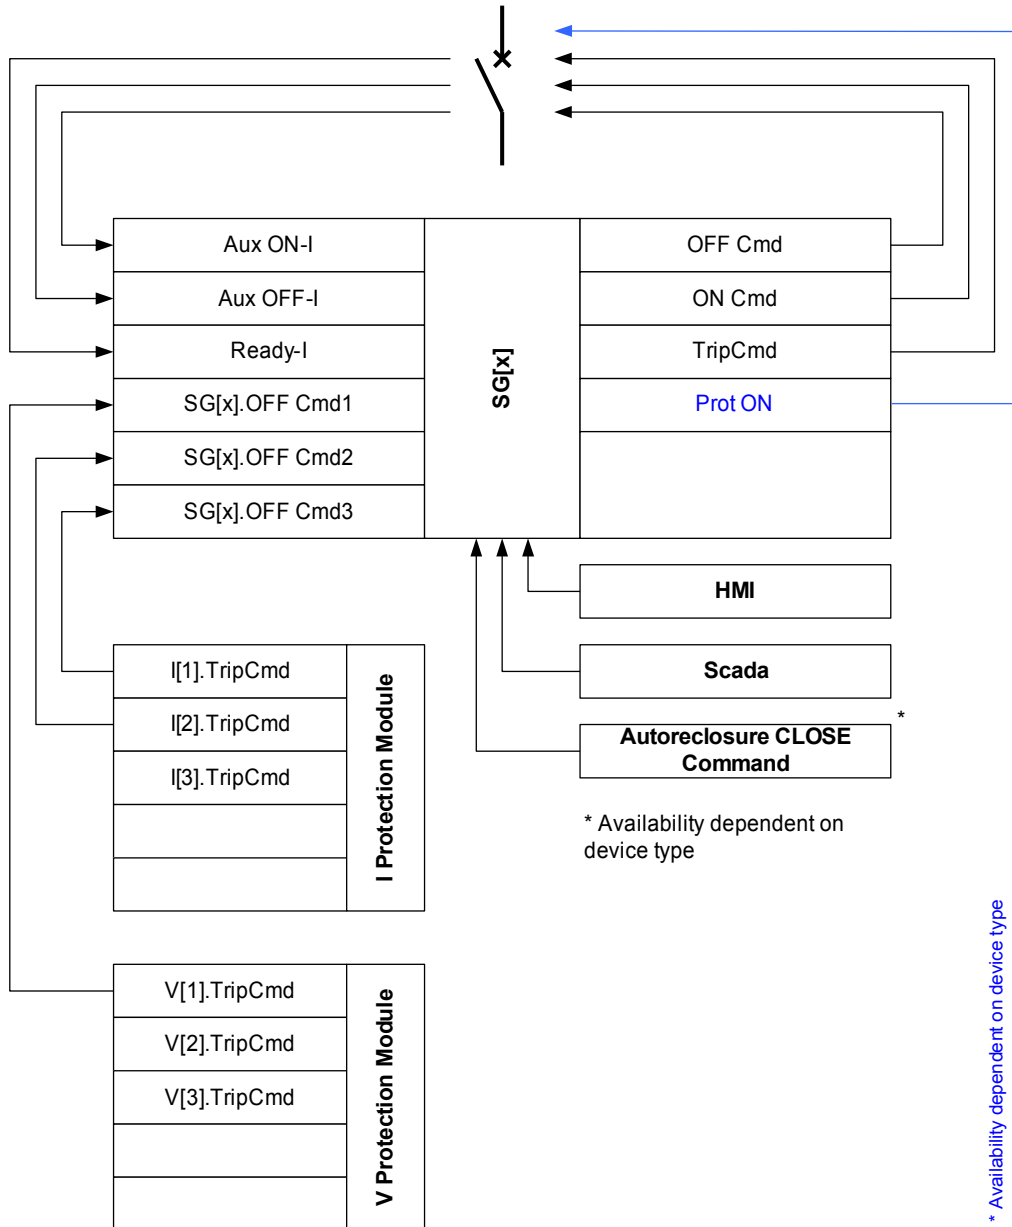 Aux ON-I
Aux OFF-I
Ready-I
SG[x].OFF Cmd1
SG[x].OFF Cmd2
SG[x].OFF Cmd3
SG[x]
OFF Cmd
ON Cmd
TripCmd
Prot ON
HMI
Scada
Autoreclosure CLOSE
Command
*
* Availability dependent on
device type
I[1].TripCmd
I[2].TripCmd
I[3].TripCmd
I Protection Module
V[1].TripCmd
V[2].TripCmd
V[3].TripCmd
V Protection Module
* Availability dependent on device type